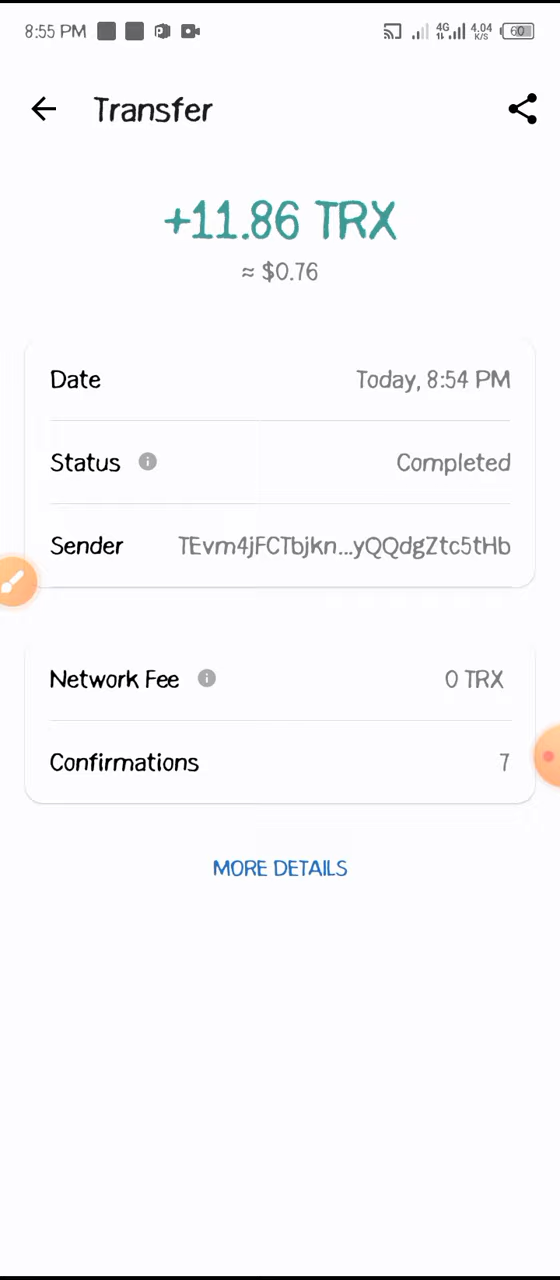 8:55 PM 4G 4.04 K/S 60
Transfer
+11.86 TRX
≈ $0.76
Date Today, 8:54 PM
Status Completed
Sender TEvm4jFCTbjkn...yQQdgZtc5tHb
Network Fee 0 TRX
Confirmations 7
MORE DETAILS